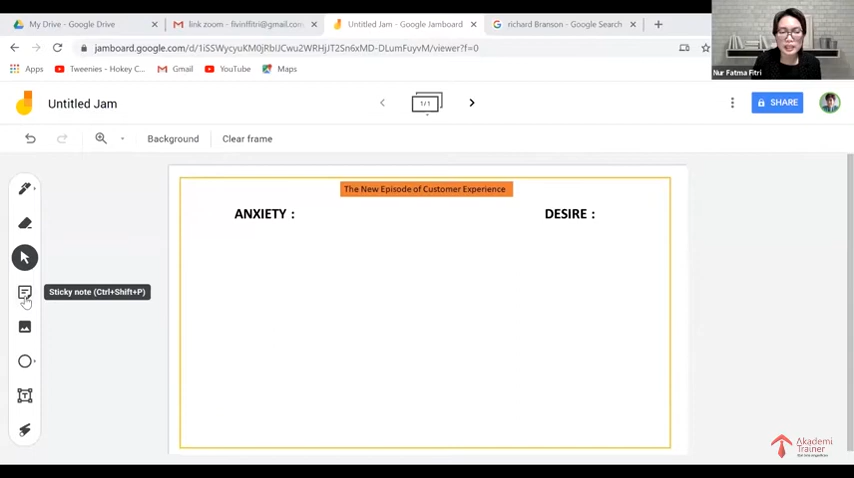 My Drive - Google Drive
link zoom - fivinffitri@gmail.con
Untitled Jam - Google Jamboard
richard Branson - Google Search
jamboard.google.com/d/1iSSWycyuKM0jRbIJCwu2WRHjJT2Sn6xMD-DLumFuyvM/viewer?f=0
Apps
Tweenies - Hokey C...
Gmail
YouTube
Maps
Nur Fatma Fitri
Untitled Jam
1/1
SHARE
Background
Clear frame
The New Episode of Customer Experience
ANXIETY :
DESIRE :
Sticky note (Ctrl+Shift+P)
Akademi
Trainer